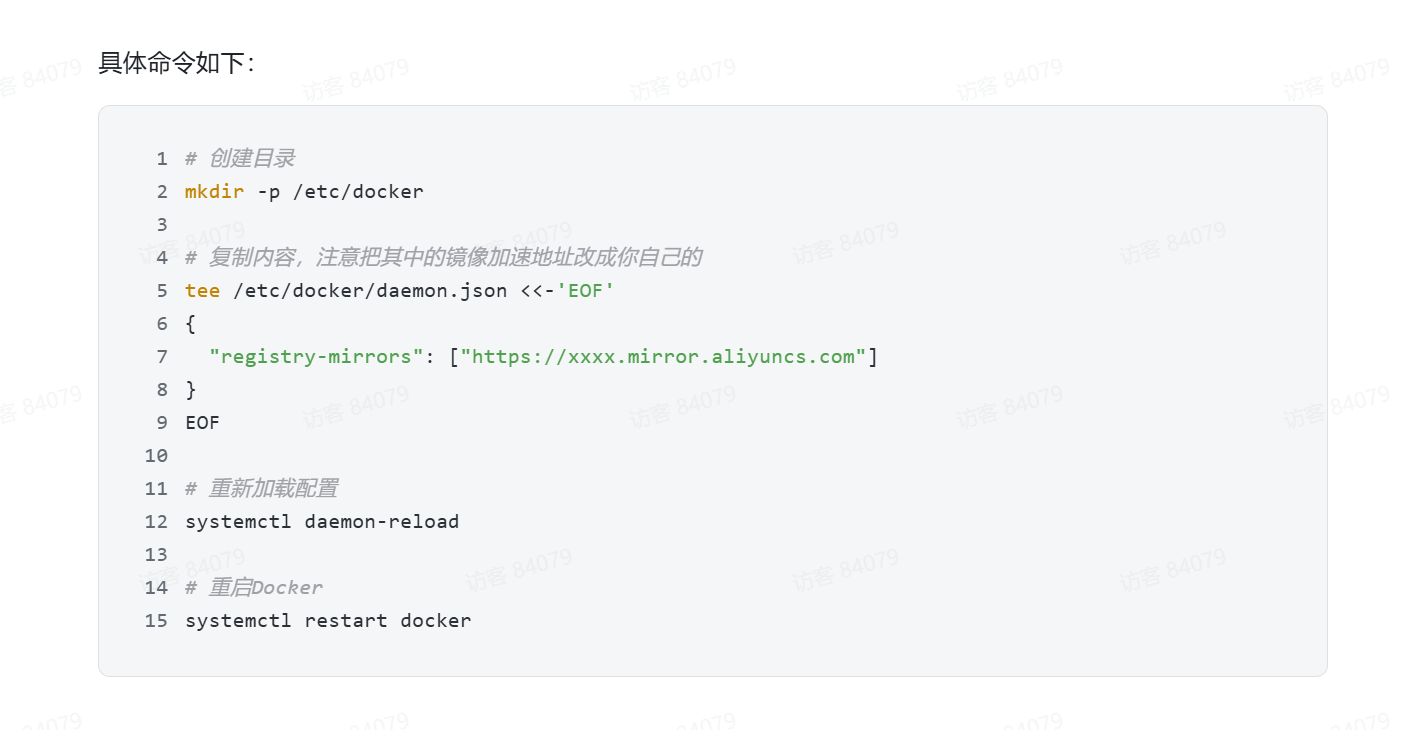 具体命令如下：
1 # 创建目录
2 mkdir -p /etc/docker
3
4 # 复制内容，注意把其中的镜像加速地址改成你自己的
5 tee /etc/docker/daemon.json <<-'EOF'
6 {
7   "registry-mirrors": ["https://xxxx.mirror.aliyuncs.com"]
8 }
9 EOF
10
11 # 重新加载配置
12 systemctl daemon-reload
13
14 # 重启Docker
15 systemctl restart docker
访客 84079